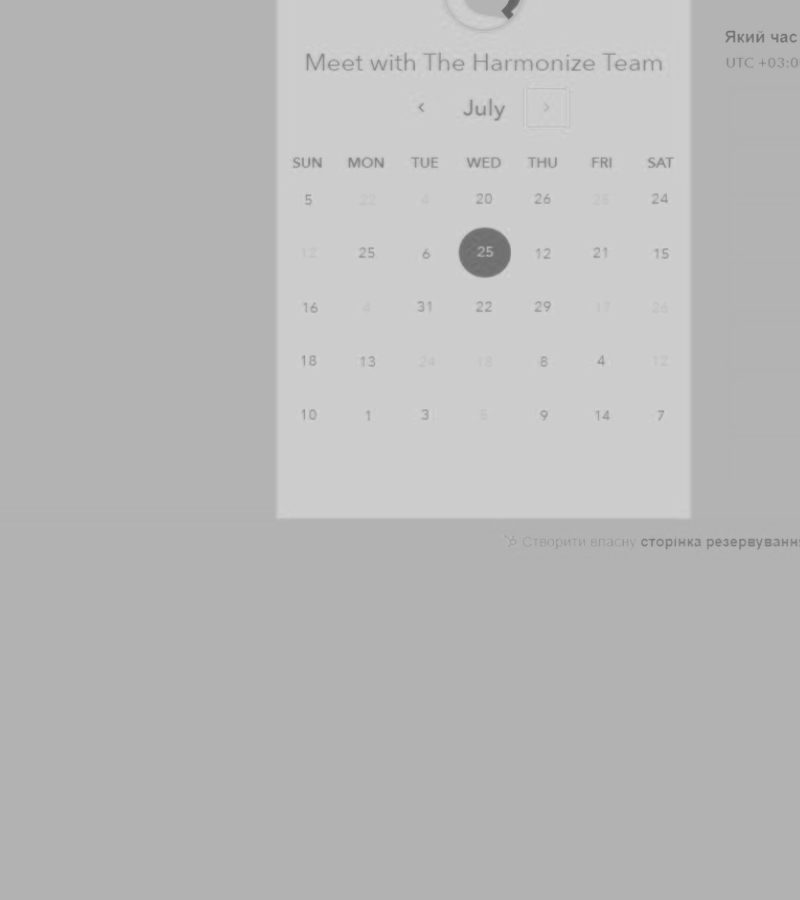 Який час
Meet with The Harmonize Team
UTC +03:0
‹ July ›
SUN MON TUE WED THU FRI SAT
5 22 4 20 26 25 24
12 25 6 25 12 21 15
16 4 31 22 29 17 26
18 13 24 18 8 4 12
10 1 3 9 14 7
Створити власну сторінка резервуванн